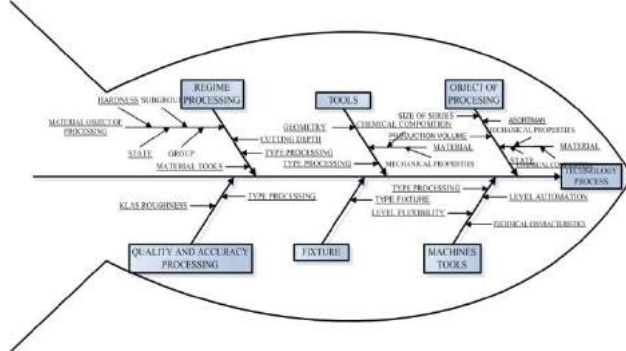 REGIME
PROCESSING
TOOLS
OBJECT OF
PROCESING
HARDNESS
SUBGROUP
MATERIAL OBJECT OF
PROCESSING
STATE
GROUP
CUTTING DEPTH
TYPE PROCESSING
MATERIAL TOOLS
GEOMETRY
CHEMICAL COMPOITION
MATERIAL
TYPE PROCESSING
MECHANICAL PROPERTIES
SIZE OF SERIES
ASORTMAN
PRODUCTION VOLUME
MECHANICAL PROPERTIES
MATERIAL
STATE
TECHNOLOGY
PROCESS
KLAS ROUGHNESS
TYPE PROCESSING
TYPE FIXTURE
TYPE PROCESSING
LEVEL AUTOMATION
LEVEL FLEXIBILITY
TECHNICAL CHARACTERISTICS
QUALITY AND ACCURACY
PROCESSING
FIXTURE
MACHINES
TOOLS